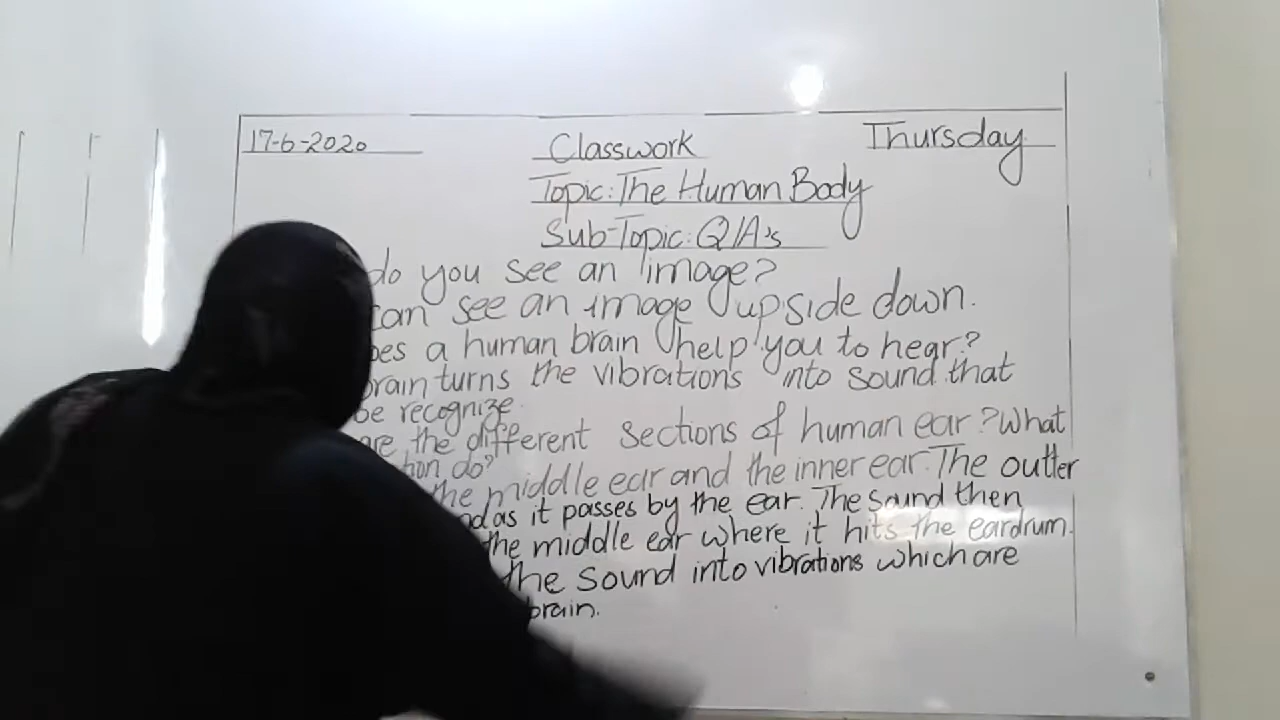 17-6-2020 Classwork Thursday
Topic: The Human Body
Sub-Topic: Q/A's
do you see an image?
can see an image upside down.
a human brain help you to hear?
brain turns the vibrations into sound that
be recognize.
are the different sections of human ear? What
do?
the middle ear and the inner ear. The outter
as it passes by the ear. The sound then
the middle ear where it hits the eardrum.
the sound into vibrations which are
brain.